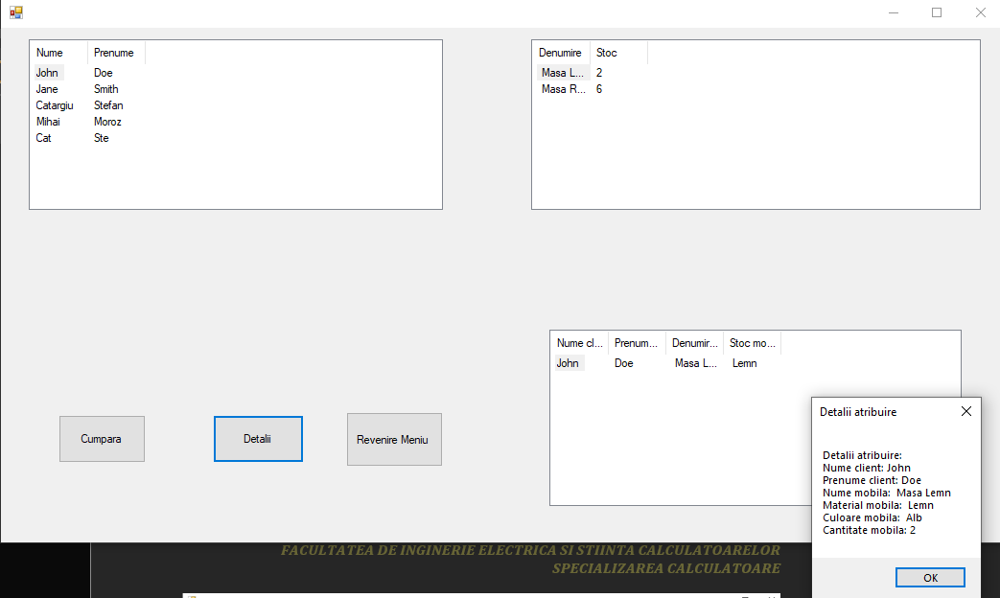 Nume Prenume
John Doe
Jane Smith
Catargiu Stefan
Mihai Moroz
Cat Ste
Denumire Stoc
Masa L... 2
Masa R... 6
Nume cl... Prenum... Denumir... Stoc mo...
John Doe Masa L... Lemn
Cumpara
Detalii
Revenire Meniu
Detalii atribuire
Detalii atribuire:
Nume client: John
Prenume client: Doe
Nume mobila:  Masa Lemn
Material mobila:  Lemn
Culoare mobila:  Alb
Cantitate mobila: 2
OK
FACULTATEA DE INGINERIE ELECTRICA SI STIINTA CALCULATOARELOR
SPECIALIZAREA CALCULATOARE